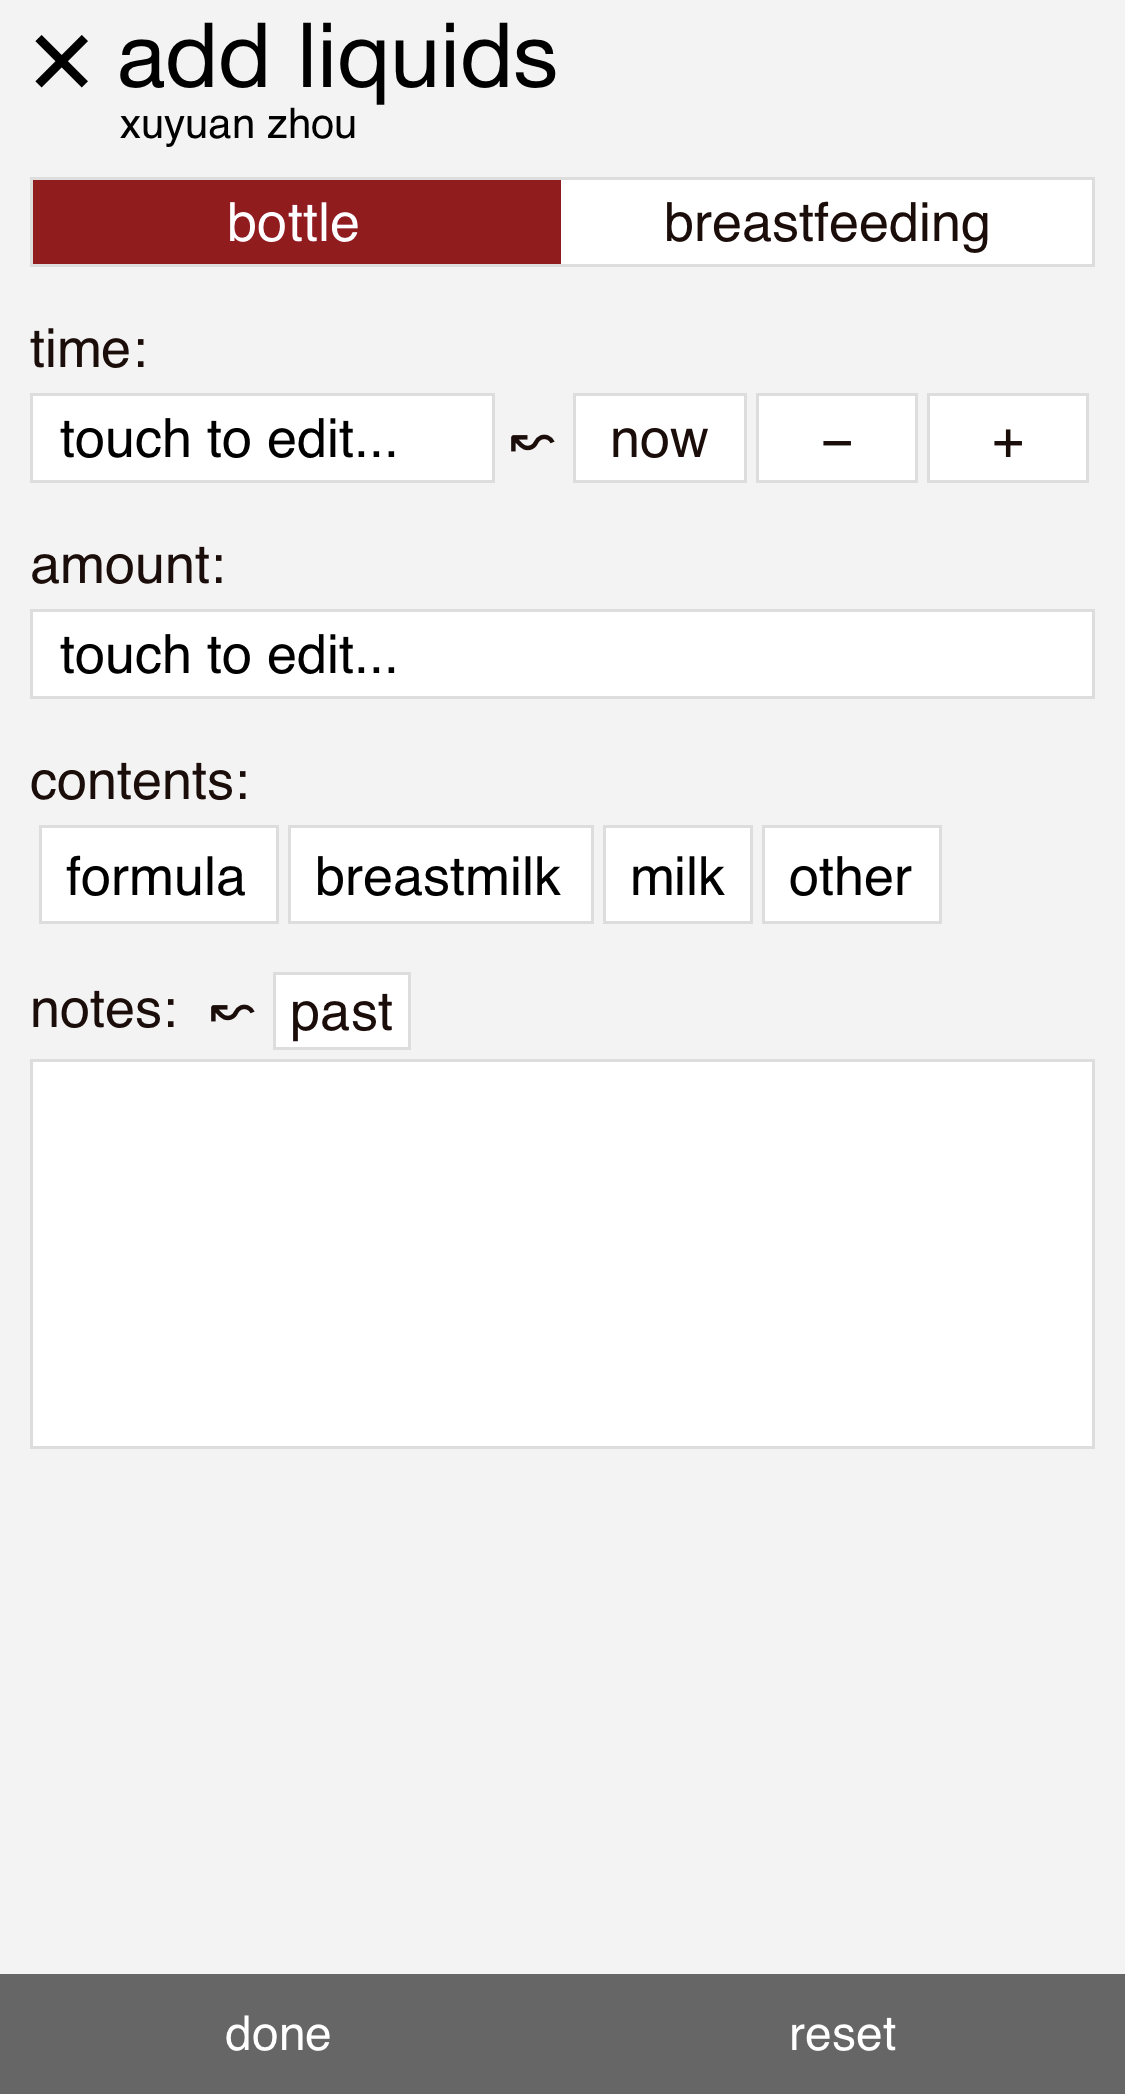 × add liquids
xuyuan zhou
bottle breastfeeding
time:
touch to edit... now − +
amount:
touch to edit...
contents:
formula breastmilk milk other
notes: past
done reset